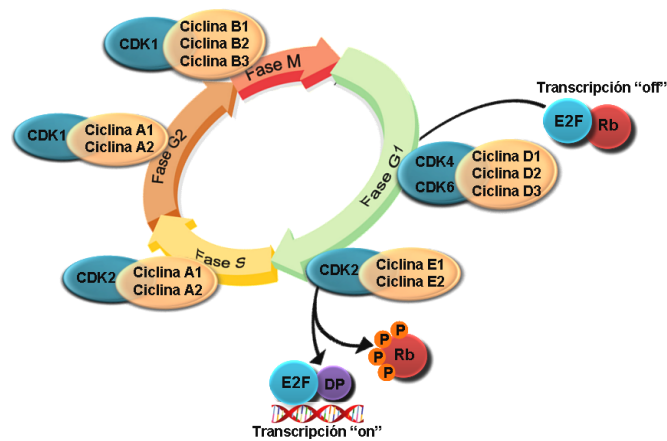 CDK1
Ciclina B1
Ciclina B2
Ciclina B3
Fase M
Transcripción “off”
E2F
Rb
CDK1
Ciclina A1
Ciclina A2
Fase G2
Fase G1
CDK4
CDK6
Ciclina D1
Ciclina D2
Ciclina D3
Fase S
CDK2
Ciclina A1
Ciclina A2
CDK2
Ciclina E1
Ciclina E2
P
P
P
P
Rb
E2F
DP
Transcripción “on”